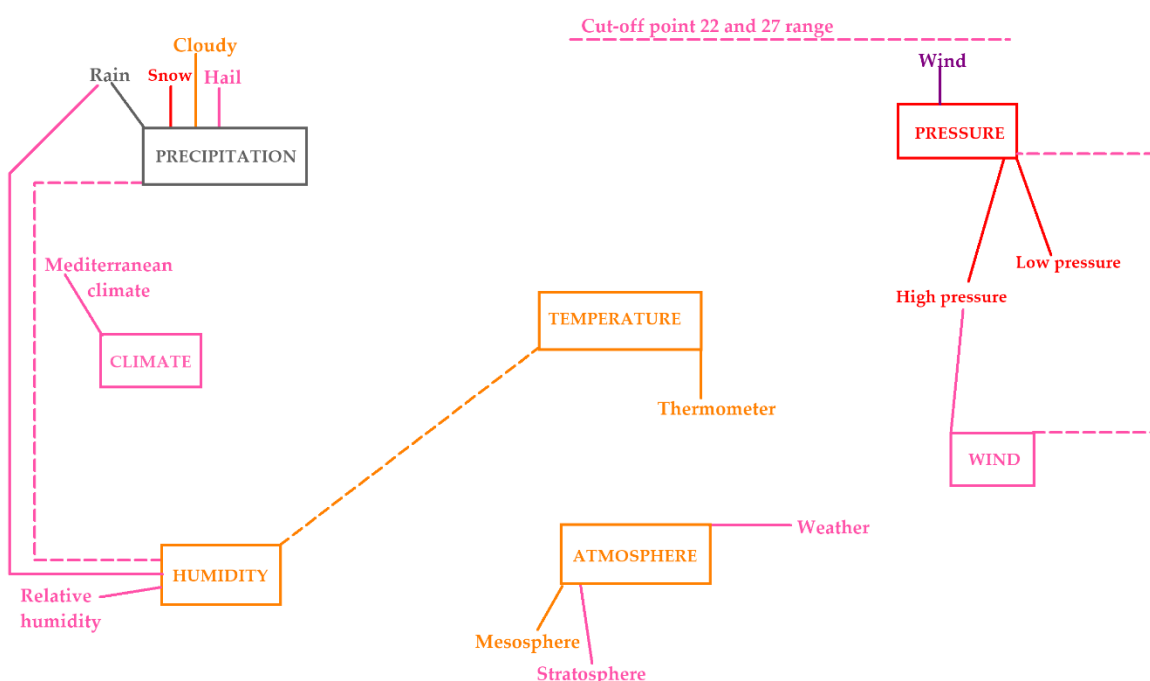 Cut-off point 22 and 27 range
Cloudy
Wind
Rain
Snow
Hail
PRESSURE
PRECIPITATION
Mediterranean
climate
Low pressure
High pressure
TEMPERATURE
CLIMATE
Thermometer
WIND
Weather
ATMOSPHERE
HUMIDITY
Relative
humidity
Mesosphere
Stratosphere